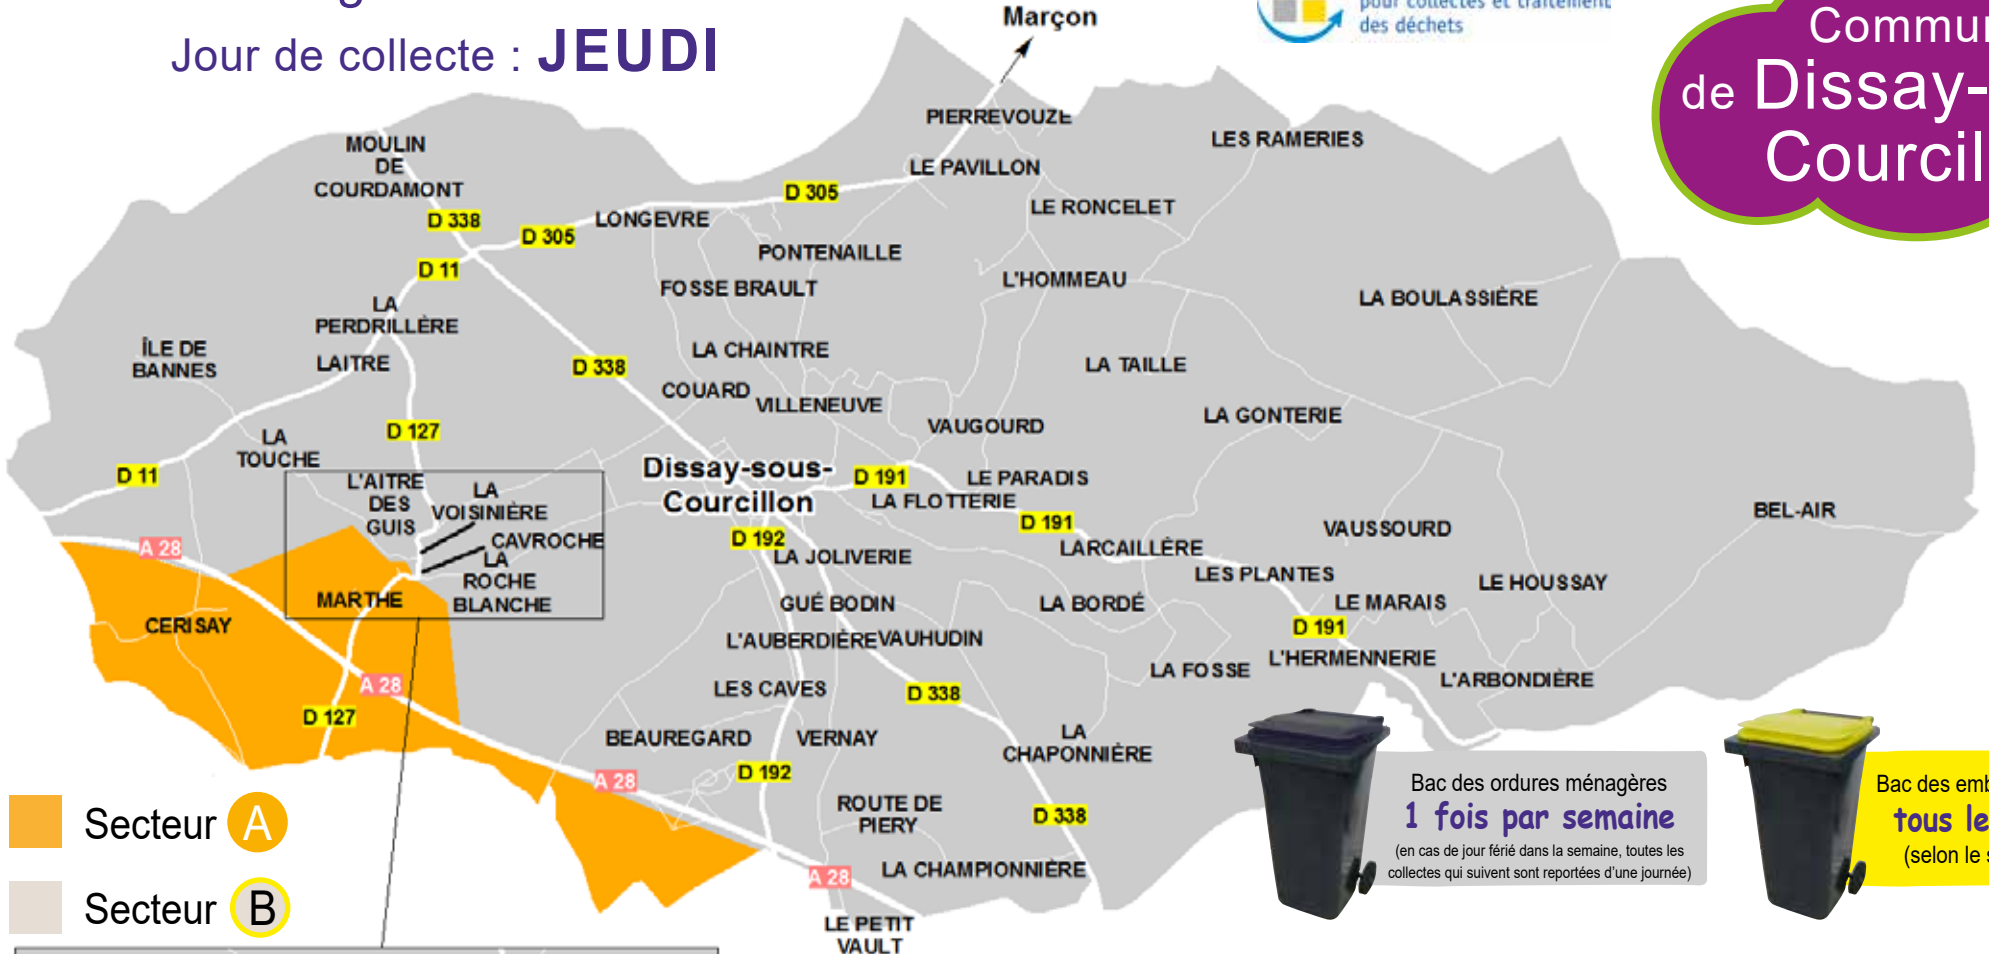 Jour de collecte : JEUDI
Marçon
pour collectes et traitement
des déchets
Commu
de Dissay-
Courcil
PIERREVOUZE
LES RAMERIES
MOULIN
DE
COURDAMONT
LE PAVILLON
D 305
LE RONCELET
D 338
LONGEVRE
D 305
PONTENAILLE
D 11
L'HOMMEAU
FOSSE BRAULT
LA BOULASSIÈRE
LA
PERDRILLÈRE
ÎLE DE
BANNES
LA CHAINTRE
LAITRE
D 338
LA TAILLE
COUARD
VILLENEUVE
LA GONTERIE
VAUGOURD
D 127
LA
TOUCHE
Dissay-sous-
Courcillon
D 11
D 191
LE PARADIS
L'AITRE
DES
GUIS
LA
VOISINIÈRE
LA FLOTTERIE
BEL-AIR
D 191
VAUSSOURD
A 28
CAVROCHE
D 192
LA JOLIVERIE
LARCAILLÈRE
LA
ROCHE
BLANCHE
LES PLANTES
LE HOUSSAY
MARTHE
GUÉ BODIN
LA BORDÉ
LE MARAIS
CERISAY
D 191
L'AUBERDIÈRE
VAUHUDIN
L'HERMENNERIE
LA FOSSE
L'ARBONDIÈRE
A 28
LES CAVES
D 338
D 127
BEAUREGARD
VERNAY
LA
CHAPONNIÈRE
A 28
D 192
ROUTE DE
PIERY
D 338
LA CHAMPIONNIÈRE
A 28
LE PETIT
VAULT
Secteur A
Secteur B
Bac des ordures ménagères
1 fois par semaine
(en cas de jour férié dans la semaine, toutes les
collectes qui suivent sont reportées d'une journée)
Bac des emb
tous le
(selon le s